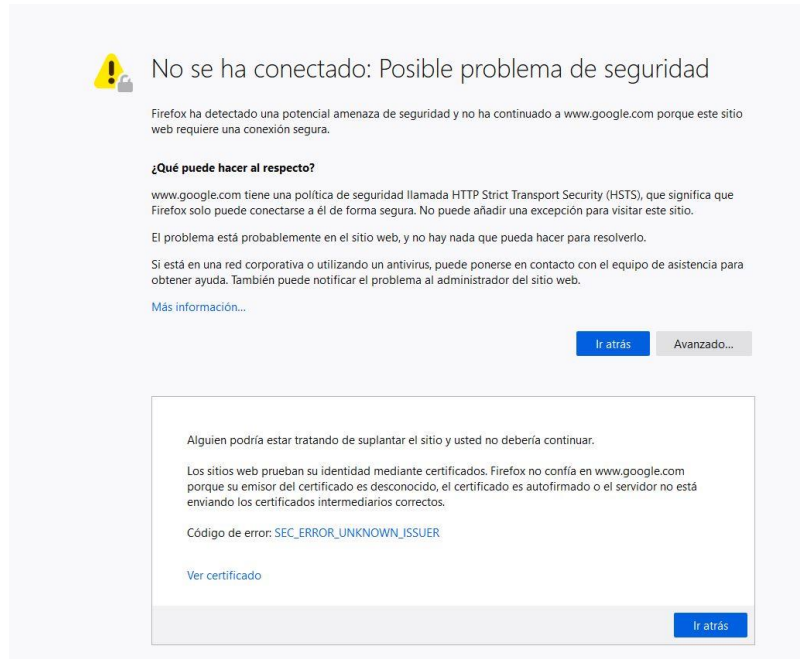 No se ha conectado: Posible problema de seguridad
Firefox ha detectado una potencial amenaza de seguridad y no ha continuado a www.google.com porque este sitio
web requiere una conexión segura.
¿Qué puede hacer al respecto?
www.google.com tiene una política de seguridad llamada HTTP Strict Transport Security (HSTS), que significa que
Firefox solo puede conectarse a él de forma segura. No puede añadir una excepción para visitar este sitio.
El problema está probablemente en el sitio web, y no hay nada que pueda hacer para resolverlo.
Si está en una red corporativa o utilizando un antivirus, puede ponerse en contacto con el equipo de asistencia para
obtener ayuda. También puede notificar el problema al administrador del sitio web.
Más información...
Ir atrás Avanzado...
Alguien podría estar tratando de suplantar el sitio y usted no debería continuar.
Los sitios web prueban su identidad mediante certificados. Firefox no confía en www.google.com
porque su emisor del certificado es desconocido, el certificado es autofirmado o el servidor no está
enviando los certificados intermediarios correctos.
Código de error: SEC_ERROR_UNKNOWN_ISSUER
Ver certificado
Ir atrás